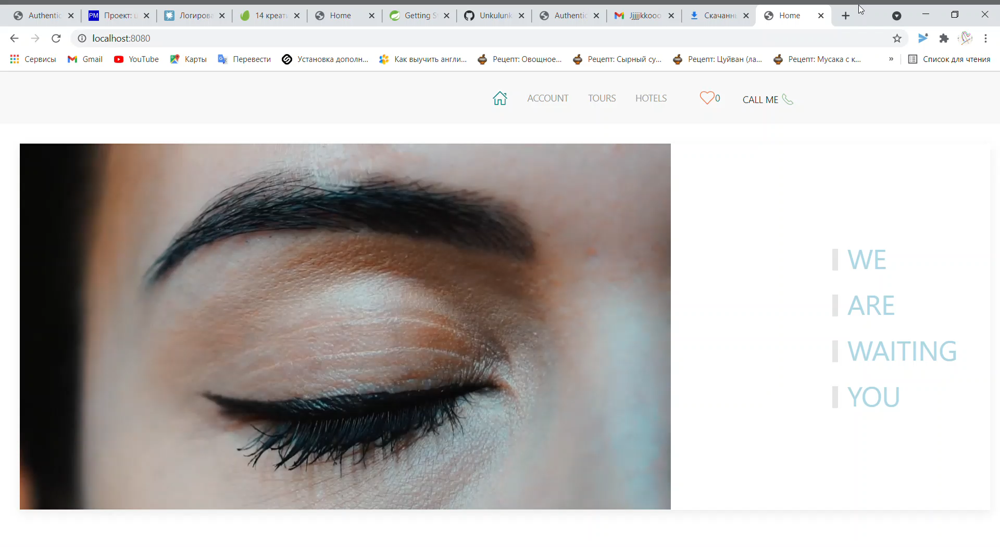 Authentic Проект: ц Логирова 14 креати Home Getting S Unkulunk Authentic Jjjjjkkooo Скачанны Home
localhost:8080
Сервисы Gmail YouTube Карты Перевести Установка дополн... Как выучить англи... Рецепт: Овощное... Рецепт: Сырный су... Рецепт: Цуйван (ла... Рецепт: Мусака с к... » Список для чтения
ACCOUNT TOURS HOTELS 0 CALL ME
WE
ARE
WAITING
YOU